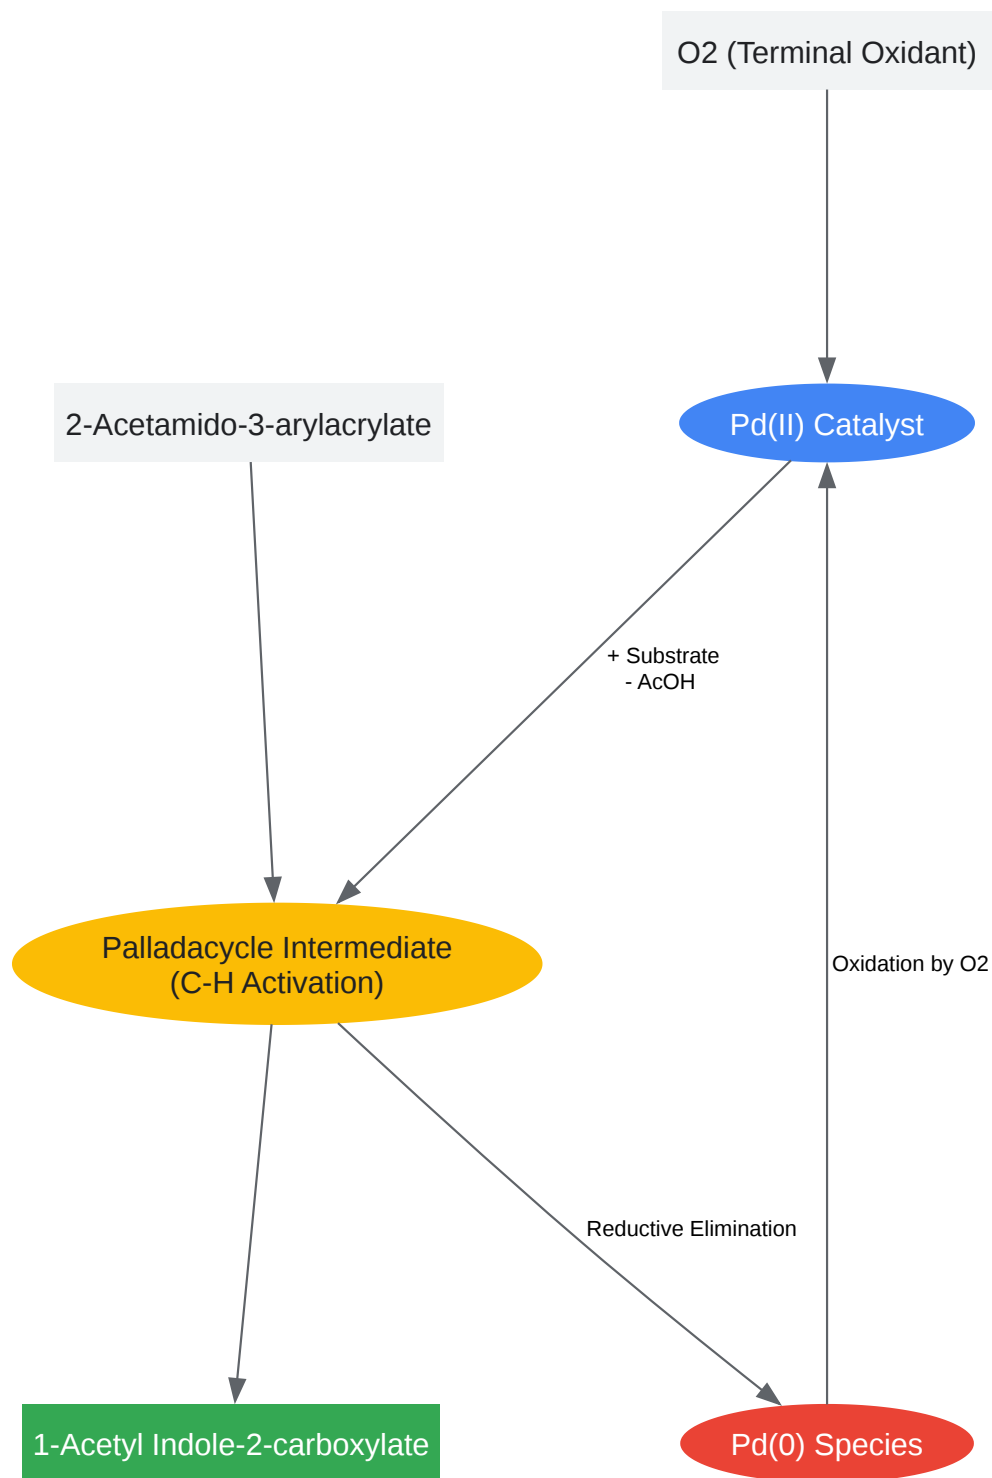 O2 (Terminal Oxidant)
2-Acetamido-3-arylacrylate
Pd(II) Catalyst
+ Substrate
- AcOH
Palladacycle Intermediate
(C-H Activation)
Oxidation by O2
Reductive Elimination
1-Acetyl Indole-2-carboxylate
Pd(0) Species